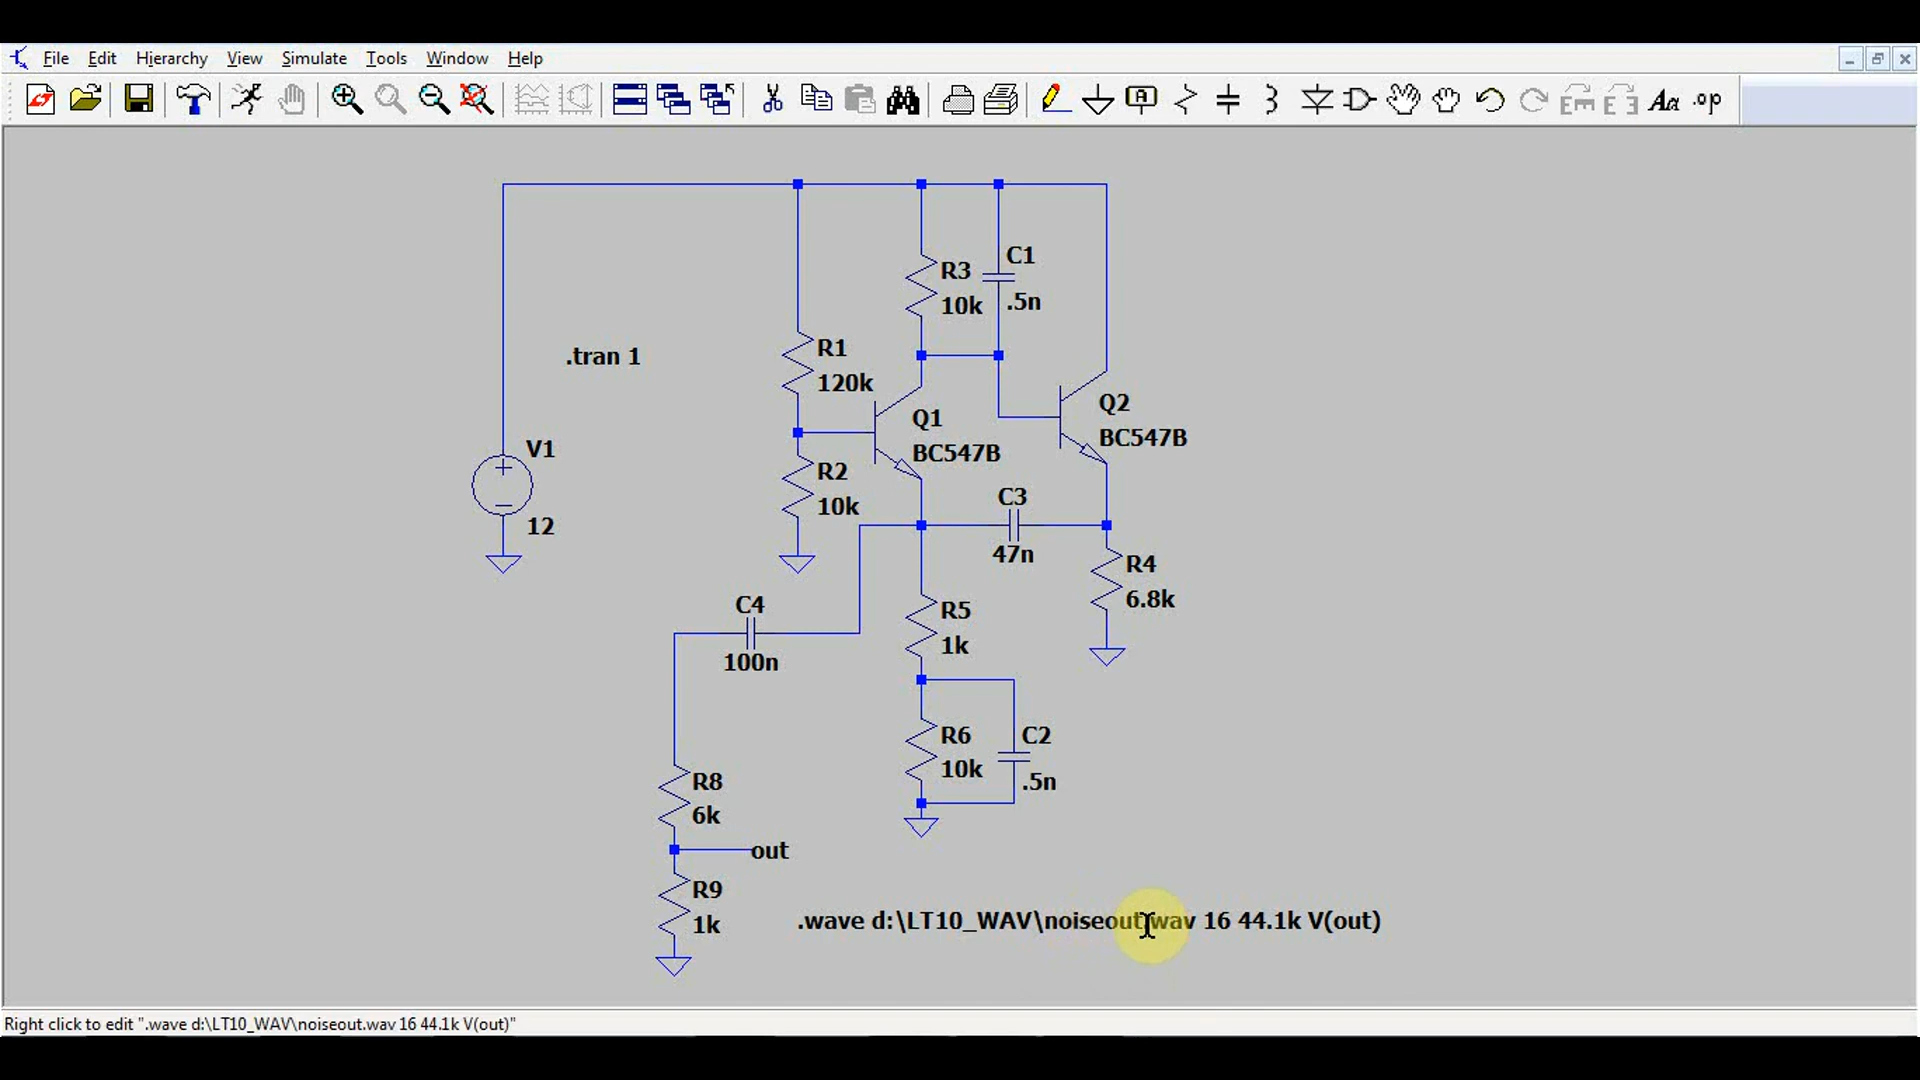 File Edit Hierarchy View Simulate Tools Window Help
A Aa .op
C1
R3
10k .5n
.tran 1
R1
120k
Q1
BC547B
Q2
BC547B
V1
R2
10k
12
C3
47n
R4
6.8k
C4
100n
R5
1k
R6
10k
C2
.5n
R8
6k
out
R9
1k
.wave d:\LT10_WAV\noiseout.wav 16 44.1k V(out)
Right click to edit ".wave d:\LT10_WAV\noiseout.wav 16 44.1k V(out)"